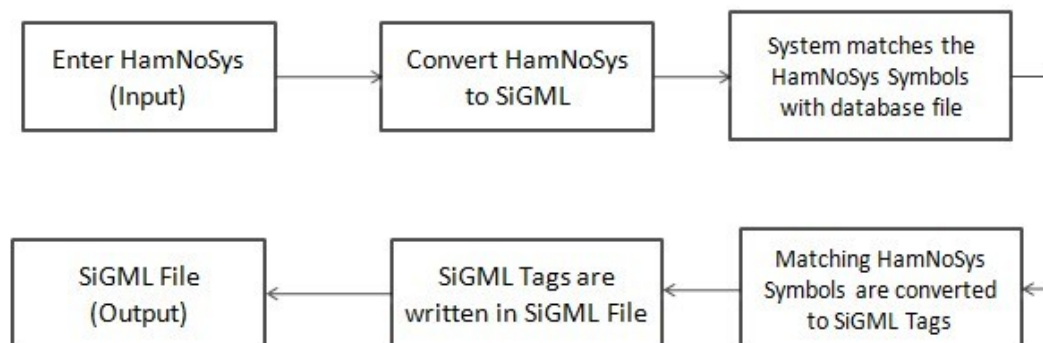 Enter HamNoSys
(Input)
Convert HamNoSys
to SiGML
System matches the
HamNoSys Symbols
with database file
Matching HamNoSys
Symbols are converted
to SiGML Tags
SiGML Tags are
written in SiGML File
SiGML File
(Output)